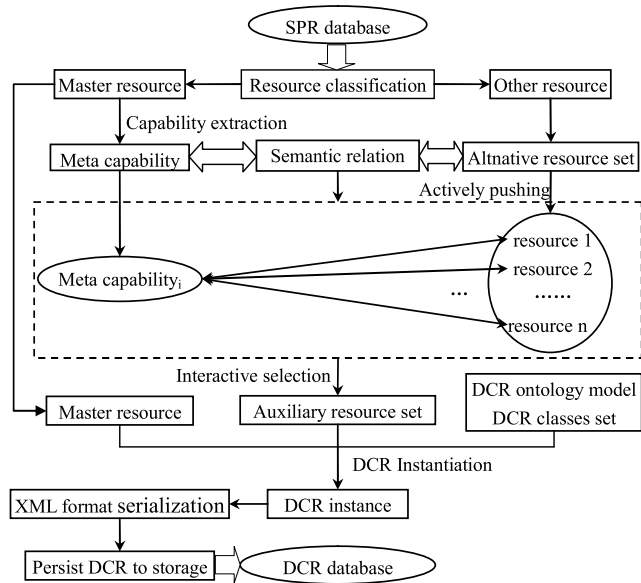 SPR database
Master resource
Resource classification
Other resource
Capability extraction
Meta capability
Semantic relation
Altnative resource set
Actively pushing
resource 1
Meta capabilityi
resource 2
...
......
resource n
Interactive selection
DCR ontology model
DCR classes set
Master resource
Auxiliary resource set
DCR Instantiation
XML format serialization
DCR instance
Persist DCR to storage
DCR database